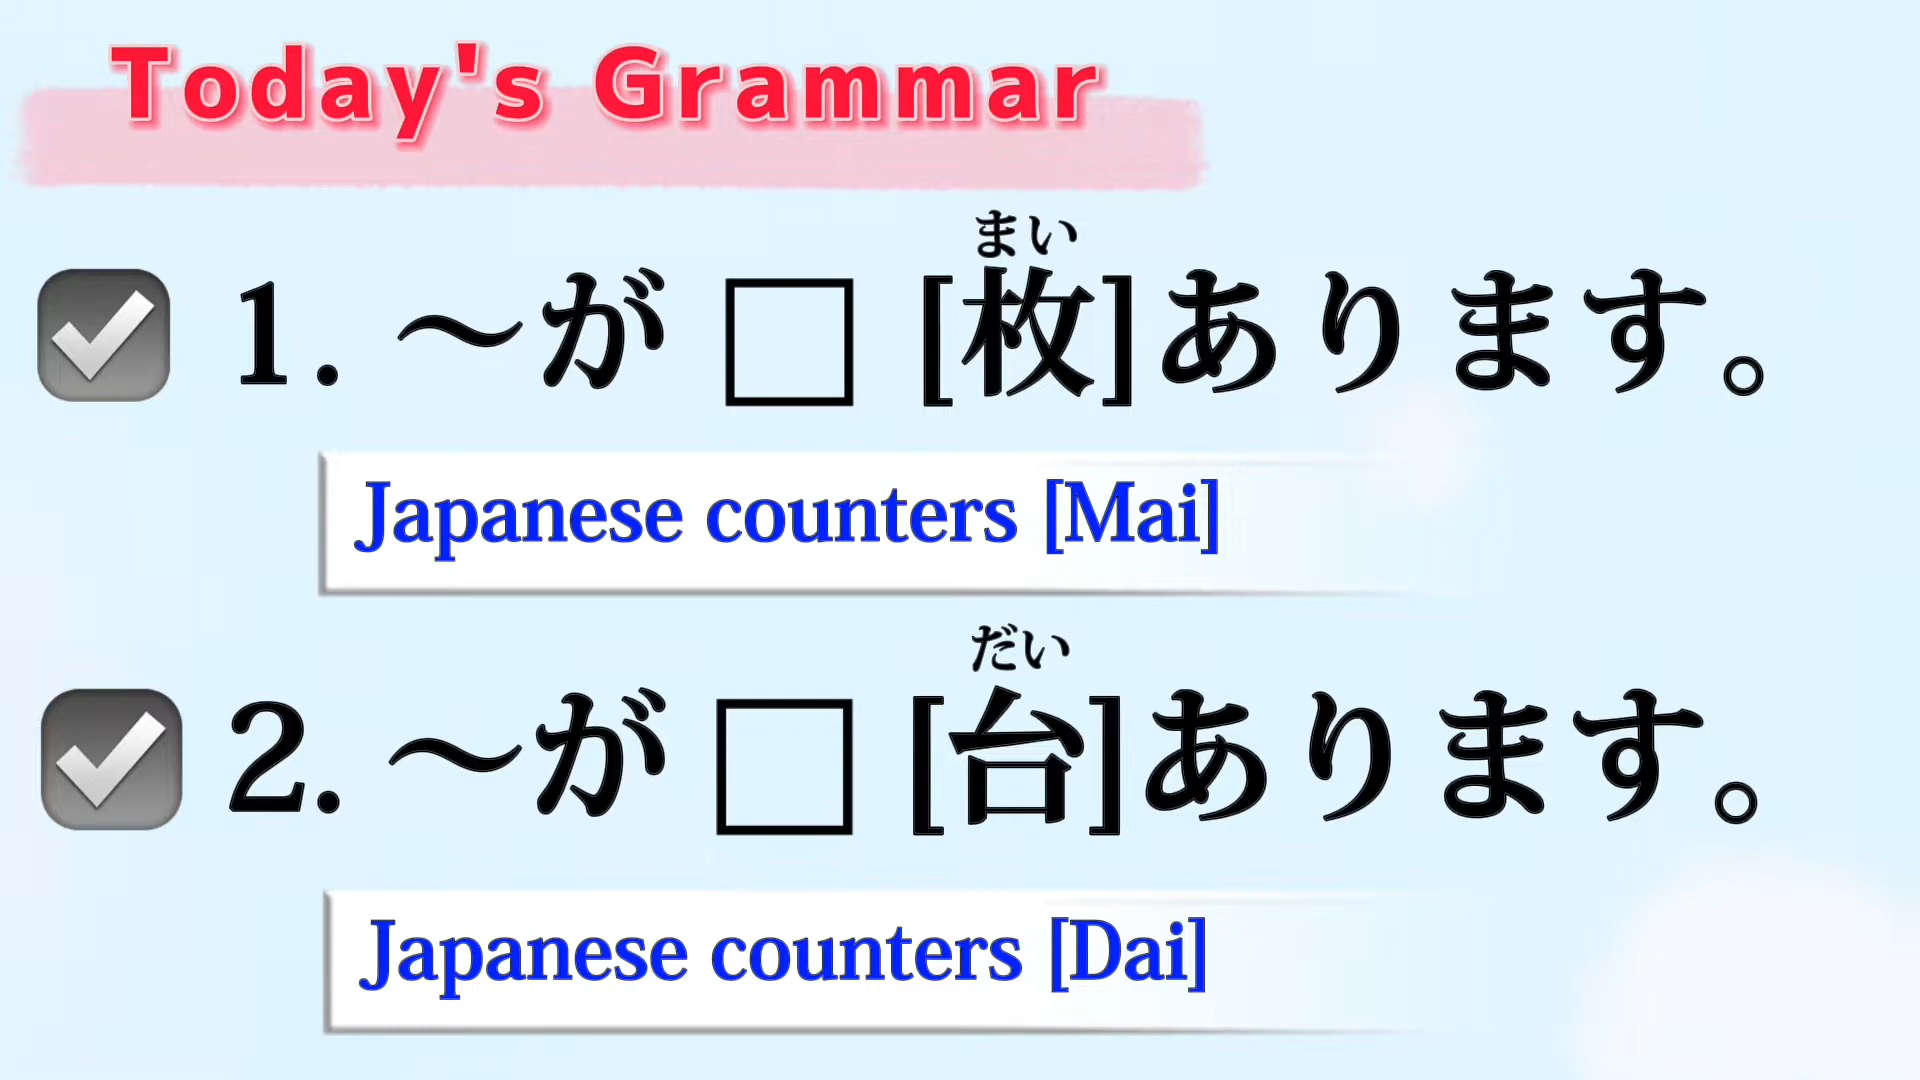 Today's Grammar
まい
1. ～が □ [枚]あります。
Japanese counters [Mai]
だい
2. ～が □ [台]あります。
Japanese counters [Dai]